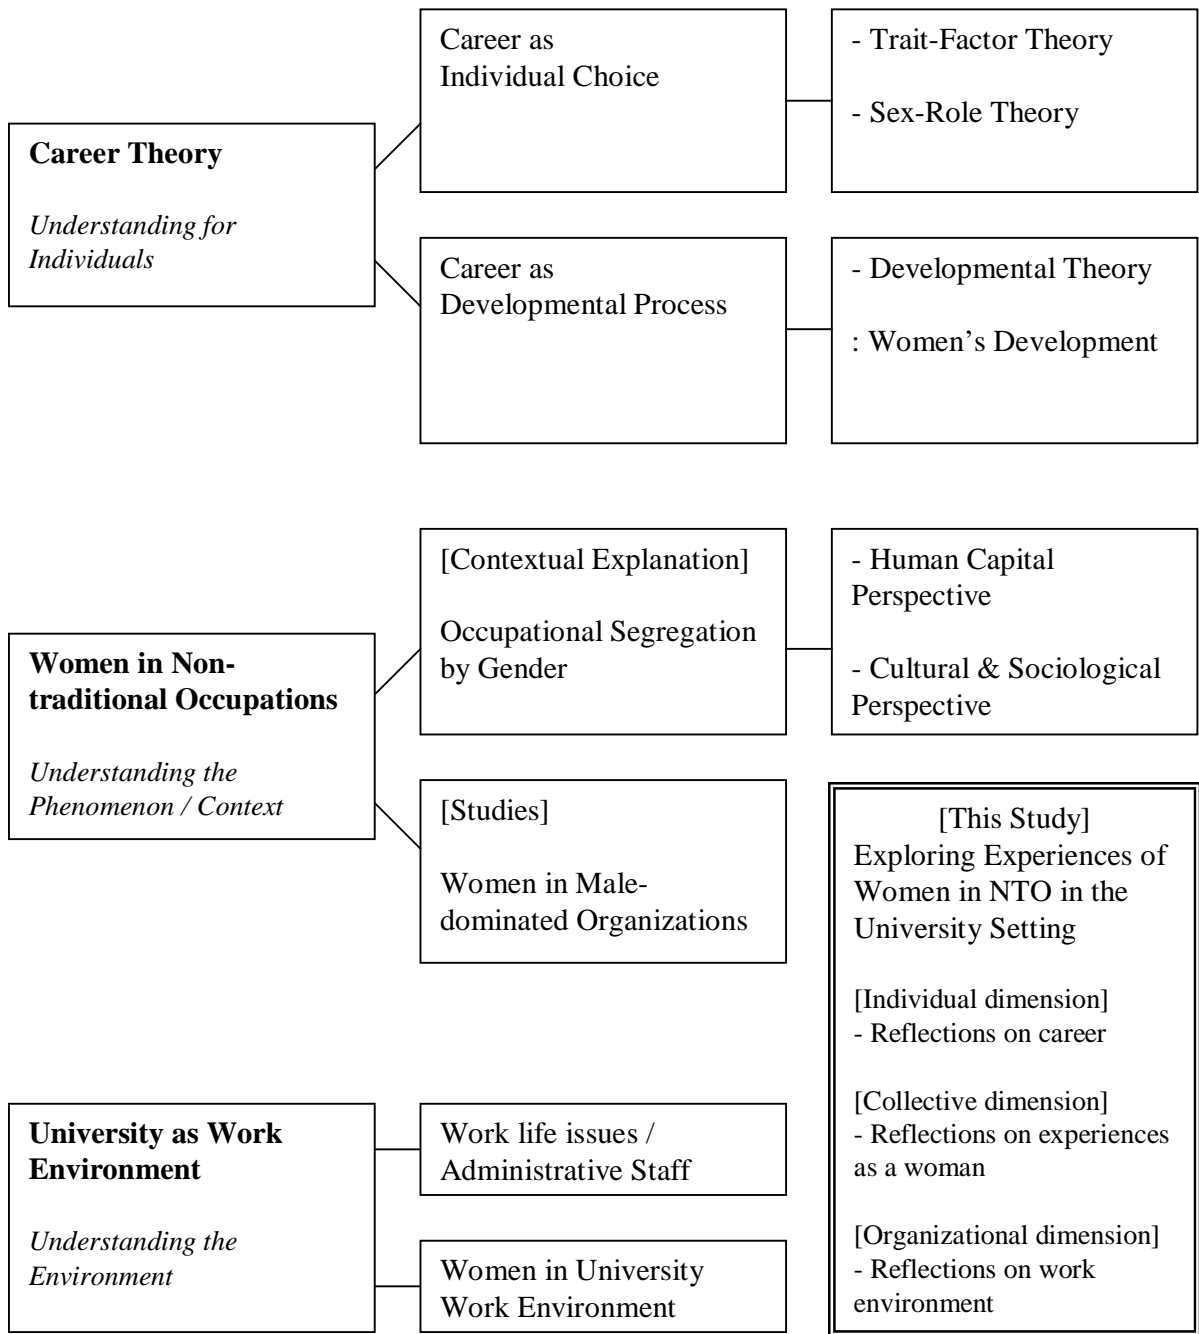 Career Theory
Understanding for
Individuals
Career as
Individual Choice
- Trait-Factor Theory
- Sex-Role Theory
Career as
Developmental Process
- Developmental Theory
: Women’s Development
Women in Non-
traditional Occupations
Understanding the
Phenomenon / Context
[Contextual Explanation]
Occupational Segregation
by Gender
- Human Capital
Perspective
- Cultural & Sociological
Perspective
[Studies]
Women in Male-
dominated Organizations
University as Work
Environment
Understanding the
Environment
Work life issues /
Administrative Staff
Women in University
Work Environment
[This Study]
Exploring Experiences of
Women in NTO in the
University Setting
[Individual dimension]
- Reflections on career
[Collective dimension]
- Reflections on experiences
as a woman
[Organizational dimension]
- Reflections on work
environment